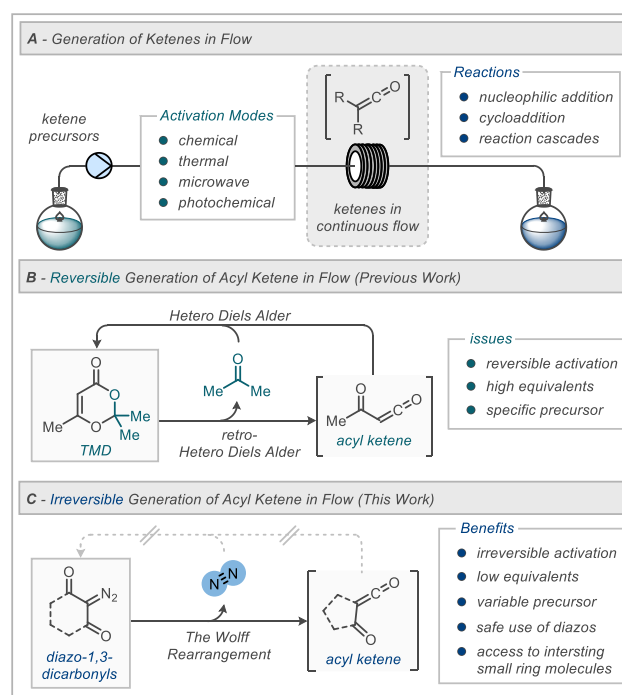 A - Generation of Ketenes in Flow
ketene
precursors
Activation Modes
chemical
thermal
microwave
photochemical
R
R
O
ketenes in
continuous flow
Reactions
nucleophilic addition
cycloaddition
reaction cascades
B - Reversible Generation of Acyl Ketene in Flow (Previous Work)
Hetero Diels Alder
O
O
O
Me
Me
Me
TMD
O
Me
Me
retro-
Hetero Diels Alder
O
O
Me
acyl ketene
issues
reversible activation
high equivalents
specific precursor
C - Irreversible Generation of Acyl Ketene in Flow (This Work)
O
N2
O
diazo-1,3-
dicarbonyls
N
N
The Wolff
Rearrangement
O
O
acyl ketene
Benefits
irreversible activation
low equivalents
variable precursor
safe use of diazos
access to intersting
small ring molecules